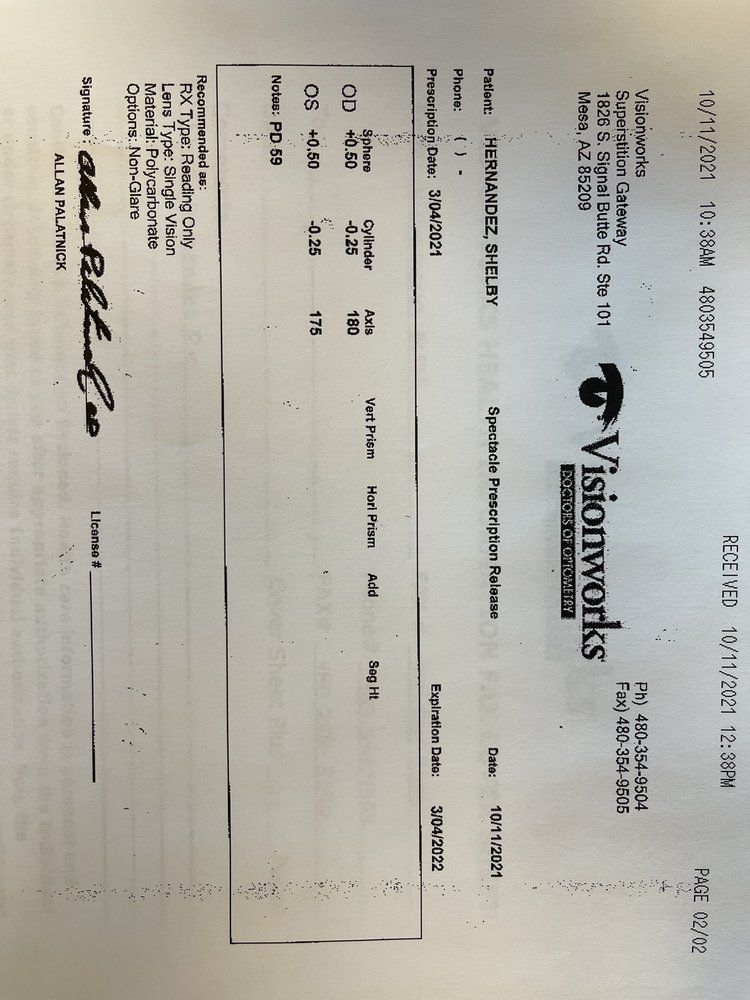 10/11/2021 10:38AM 4803549505 RECEIVED 10/11/2021 12:38PM PAGE 02/02
Visionworks
Superstition Gateway
1826 S. Signal Butte Rd. Ste 101
Mesa, AZ 85209
Visionworks
DOCTORS OF OPTOMETRY
Ph) 480-354-9504
Fax) 480-354-9505
Patient: HERNANDEZ, SHELBY Spectacle Prescription Release Date: 10/11/2021
Phone: ( ) -
Prescription Date: 3/04/2021 Expiration Date: 3/04/2022
Sphere Cylinder Axis Vert Prism Hori Prism Add Seg Ht
OD +0.50 -0.25 180
OS +0.50 -0.25 175
Notes: PD 59
Recommended as:
RX Type: Reading Only
Lens Type: Single Vision
Material: Polycarbonate
Options: Non-Glare
Signature: License #
ALLAN PALATNICK